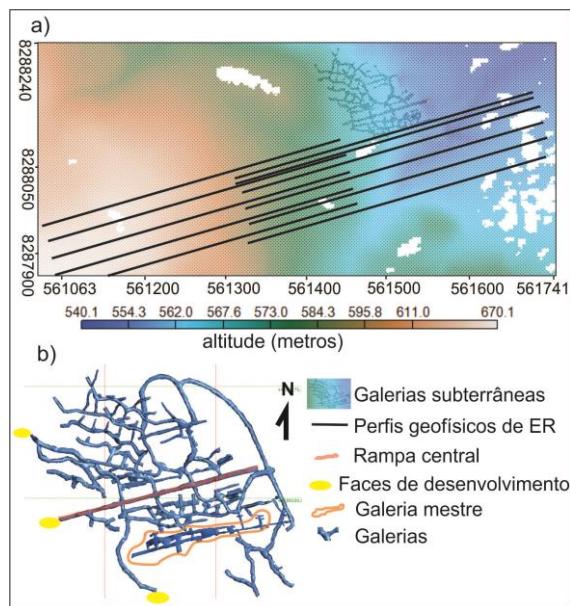 a)
8288240
8288050
8287900
561063 561200 561300 561400 561500 561600 561741
540.1 554.3 562.0 567.6 573.0 584.3 595.8 611.0 670.1
altitude (metros)
b)
N
Galerias subterrâneas
Perfis geofísicos de ER
Rampa central
Faces de desenvolvimento
Galeria mestre
Galerias